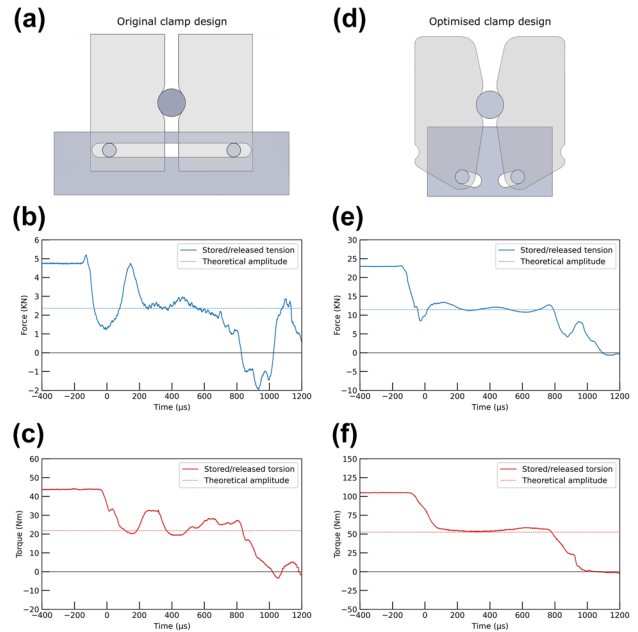 (a)
Original clamp design
(d)
Optimised clamp design
(b)
6
5
4
3
2
1
0
−1
−2
Force (KN)
Stored/released tension
Theoretical amplitude
−400 −200 0 200 400 600 800 1000 1200
Time (μs)
(e)
30
25
20
15
10
5
0
−5
−10
Force (KN)
Stored/released tension
Theoretical amplitude
−400 −200 0 200 400 600 800 1000 1200
Time (μs)
(c)
60
50
40
30
20
10
0
−10
−20
Torque (Nm)
Stored/released torsion
Theoretical amplitude
−400 −200 0 200 400 600 800 1000 1200
Time (μs)
(f)
150
125
100
75
50
25
0
−25
−50
Torque (Nm)
Stored/released torsion
Theoretical amplitude
−400 −200 0 200 400 600 800 1000 1200
Time (μs)